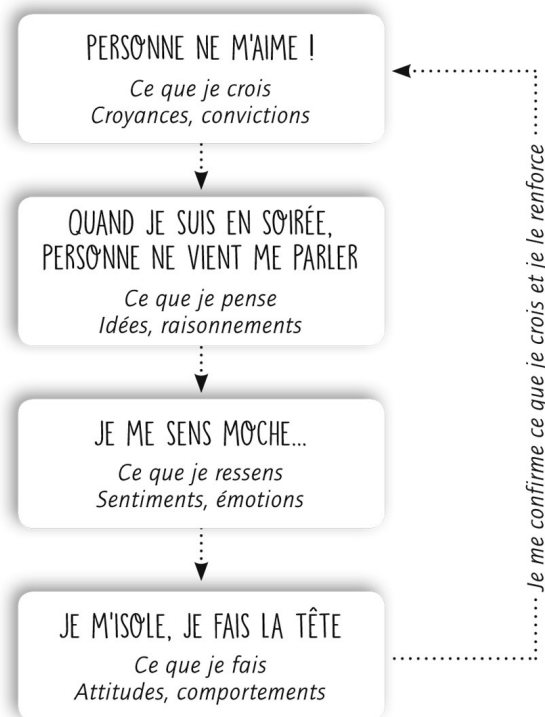 PERSONNE NE M'AIME !
Ce que je crois
Croyances, convictions
QUAND JE SUIS EN SOIRÉE,
PERSONNE NE VIENT ME PARLER
Ce que je pense
Idées, raisonnements
JE ME SENS MOCHE...
Ce que je ressens
Sentiments, émotions
JE M'ISOLE, JE FAIS LA TÊTE
Ce que je fais
Attitudes, comportements
Je me confirme ce que je crois et je le renforce